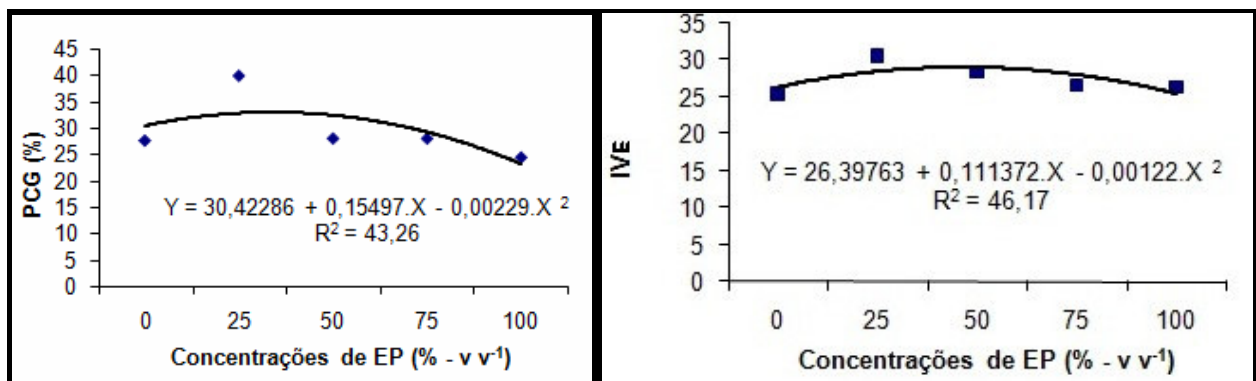 PCG (%)
45
40
35
30
25
20
15
10
5
0
Y = 30,42286 + 0,15497.X - 0,00229.X ²
R² = 43,26
0 25 50 75 100
Concentrações de EP (% - v v⁻¹)
IVE
35
30
25
20
15
10
5
0
Y = 26,39763 + 0,111372.X - 0,00122.X ²
R² = 46,17
0 25 50 75 100
Concentrações de EP (% - v v⁻¹)